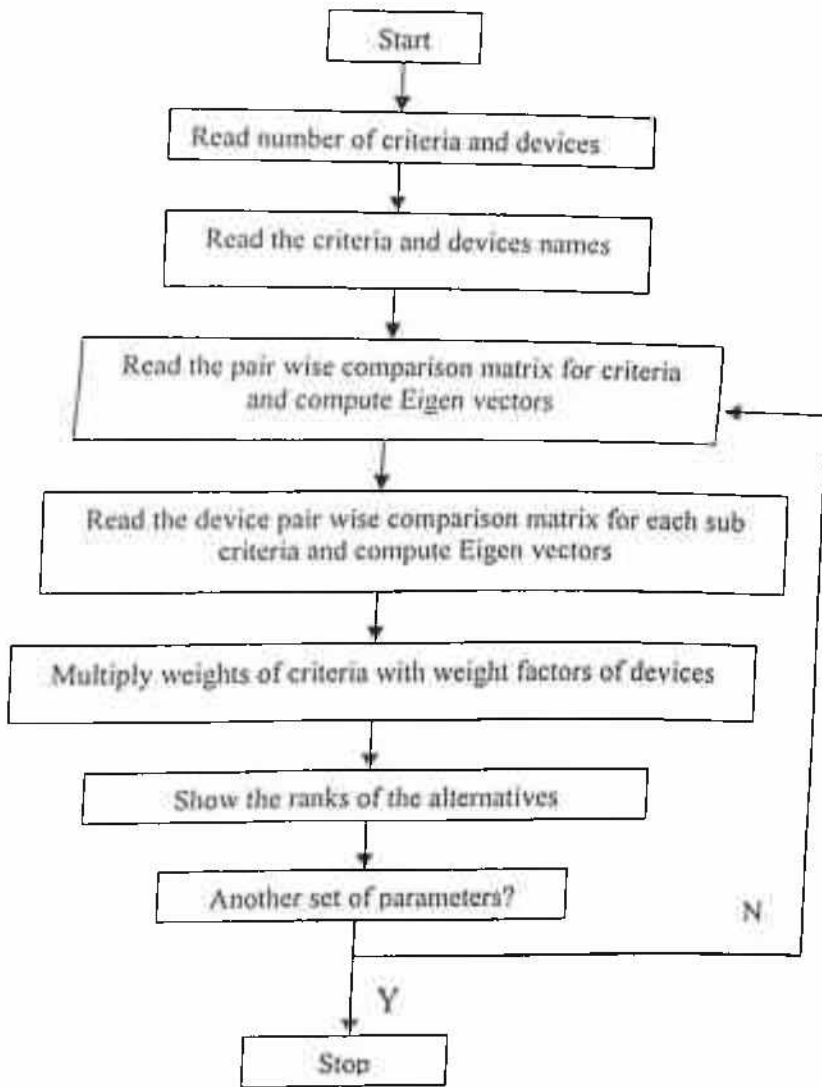 Start
Read number of criteria and devices
Read the criteria and devices names
Read the pair wise comparison matrix for criteria
and compute Eigen vectors
Read the device pair wise comparison matrix for each sub
criteria and compute Eigen vectors
Multiply weights of criteria with weight factors of devices
Show the ranks of the alternatives
Another set of parameters?
N
Y
Stop